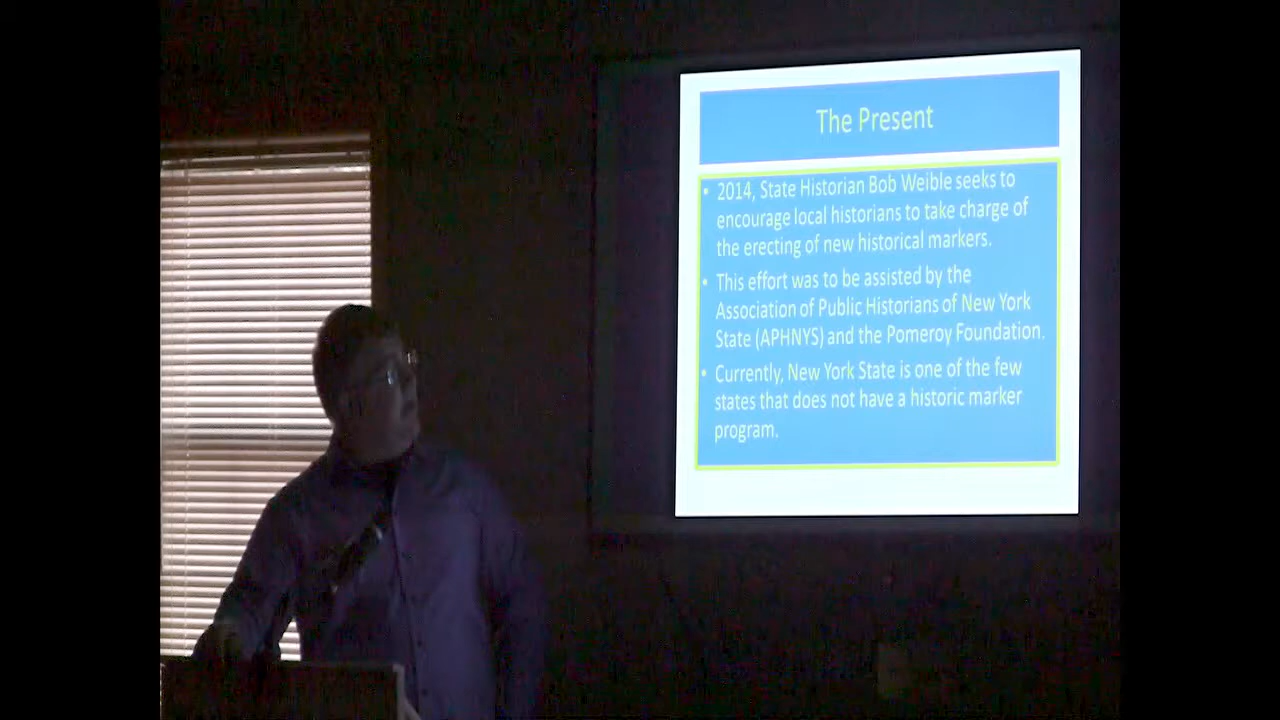 The Present
• 2014, State Historian Bob Weible seeks to
encourage local historians to take charge of
the erecting of new historical markers.
• This effort was to be assisted by the
Association of Public Historians of New York
State (APHNYS) and the Pomeroy Foundation.
• Currently, New York State is one of the few
states that does not have a historic marker
program.